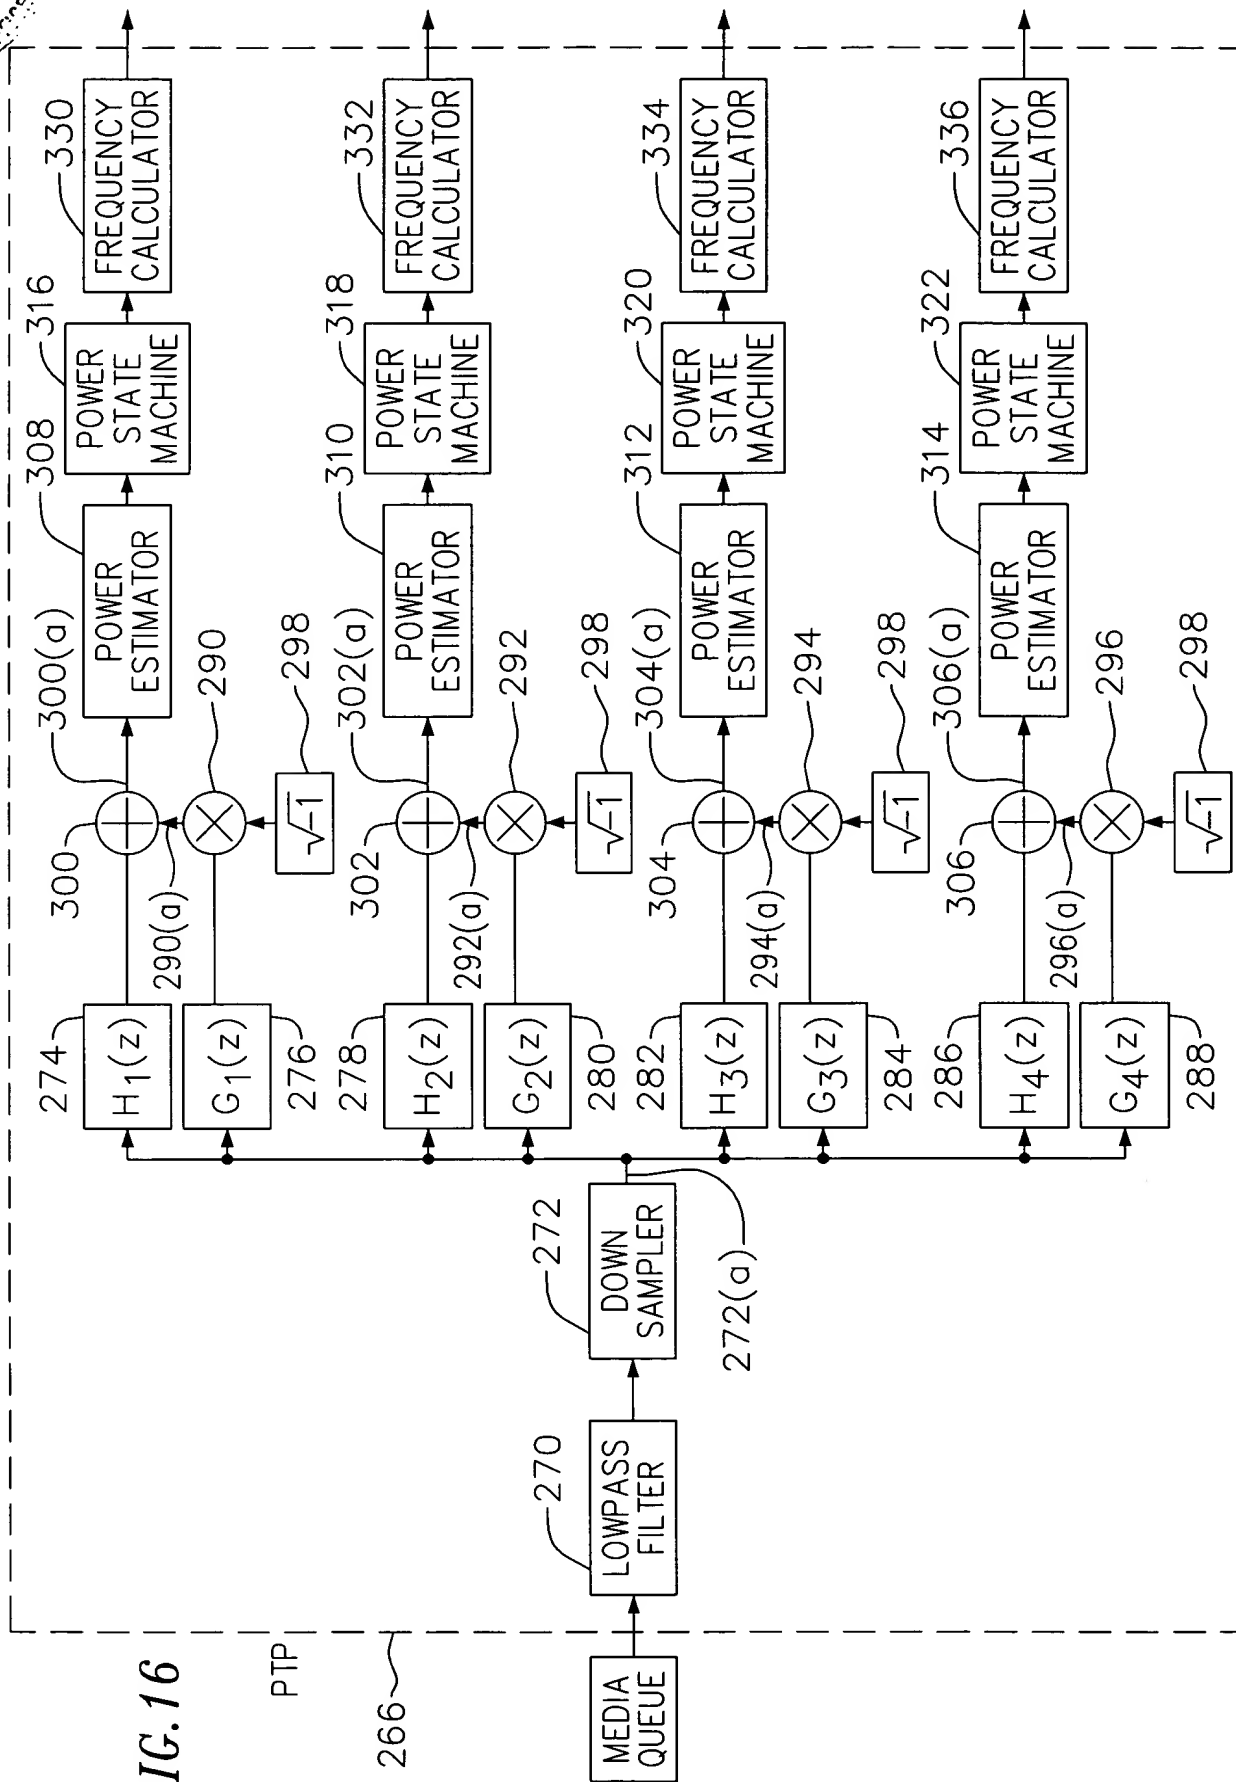 IG. 16
PTP
266
MEDIA
QUEUE
270
LOWPASS
FILTER
272
DOWN
SAMPLER
272(a)
274
H1(z)
G1(z)
276
290(a)
300
300(a)
290
298
√-1
308
POWER
ESTIMATOR
316
POWER
STATE
MACHINE
330
FREQUENCY
CALCULATOR
278
H2(z)
G2(z)
280
292(a)
302
302(a)
292
298
√-1
310
POWER
ESTIMATOR
318
POWER
STATE
MACHINE
332
FREQUENCY
CALCULATOR
282
H3(z)
G3(z)
284
294(a)
304
304(a)
294
298
√-1
312
POWER
ESTIMATOR
320
POWER
STATE
MACHINE
334
FREQUENCY
CALCULATOR
286
H4(z)
G4(z)
288
296(a)
306
306(a)
296
298
√-1
314
POWER
ESTIMATOR
322
POWER
STATE
MACHINE
336
FREQUENCY
CALCULATOR